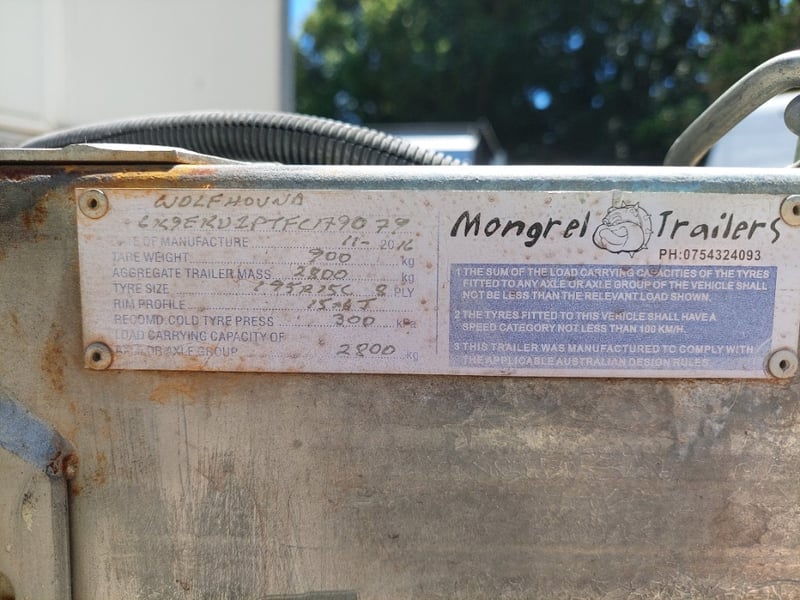 WOLFHOUND
DATE OF MANUFACTURE 11- 2016
TARE WEIGHT 900 kg
AGGREGATE TRAILER MASS 2800 kg
TYRE SIZE 195R15C 8 PLY
RIM PROFILE 15x6J
RECOMD COLD TYRE PRESS 300 kPa
LOAD CARRYING CAPACITY OF
AXLE OR AXLE GROUP 2800 kg
Mongrel Trailers
PH:0754324093
1 THE SUM OF THE LOAD CARRYING CAPACITIES OF THE TYRES
FITTED TO ANY AXLE OR AXLE GROUP OF THE VEHICLE SHALL
NOT BE LESS THAN THE RELEVANT LOAD SHOWN.
2 THE TYRES FITTED TO THIS VEHICLE SHALL HAVE A
SPEED CATEGORY NOT LESS THAN 100 KM/H.
3 THIS TRAILER WAS MANUFACTURED TO COMPLY WITH
THE APPLICABLE AUSTRALIAN DESIGN RULES